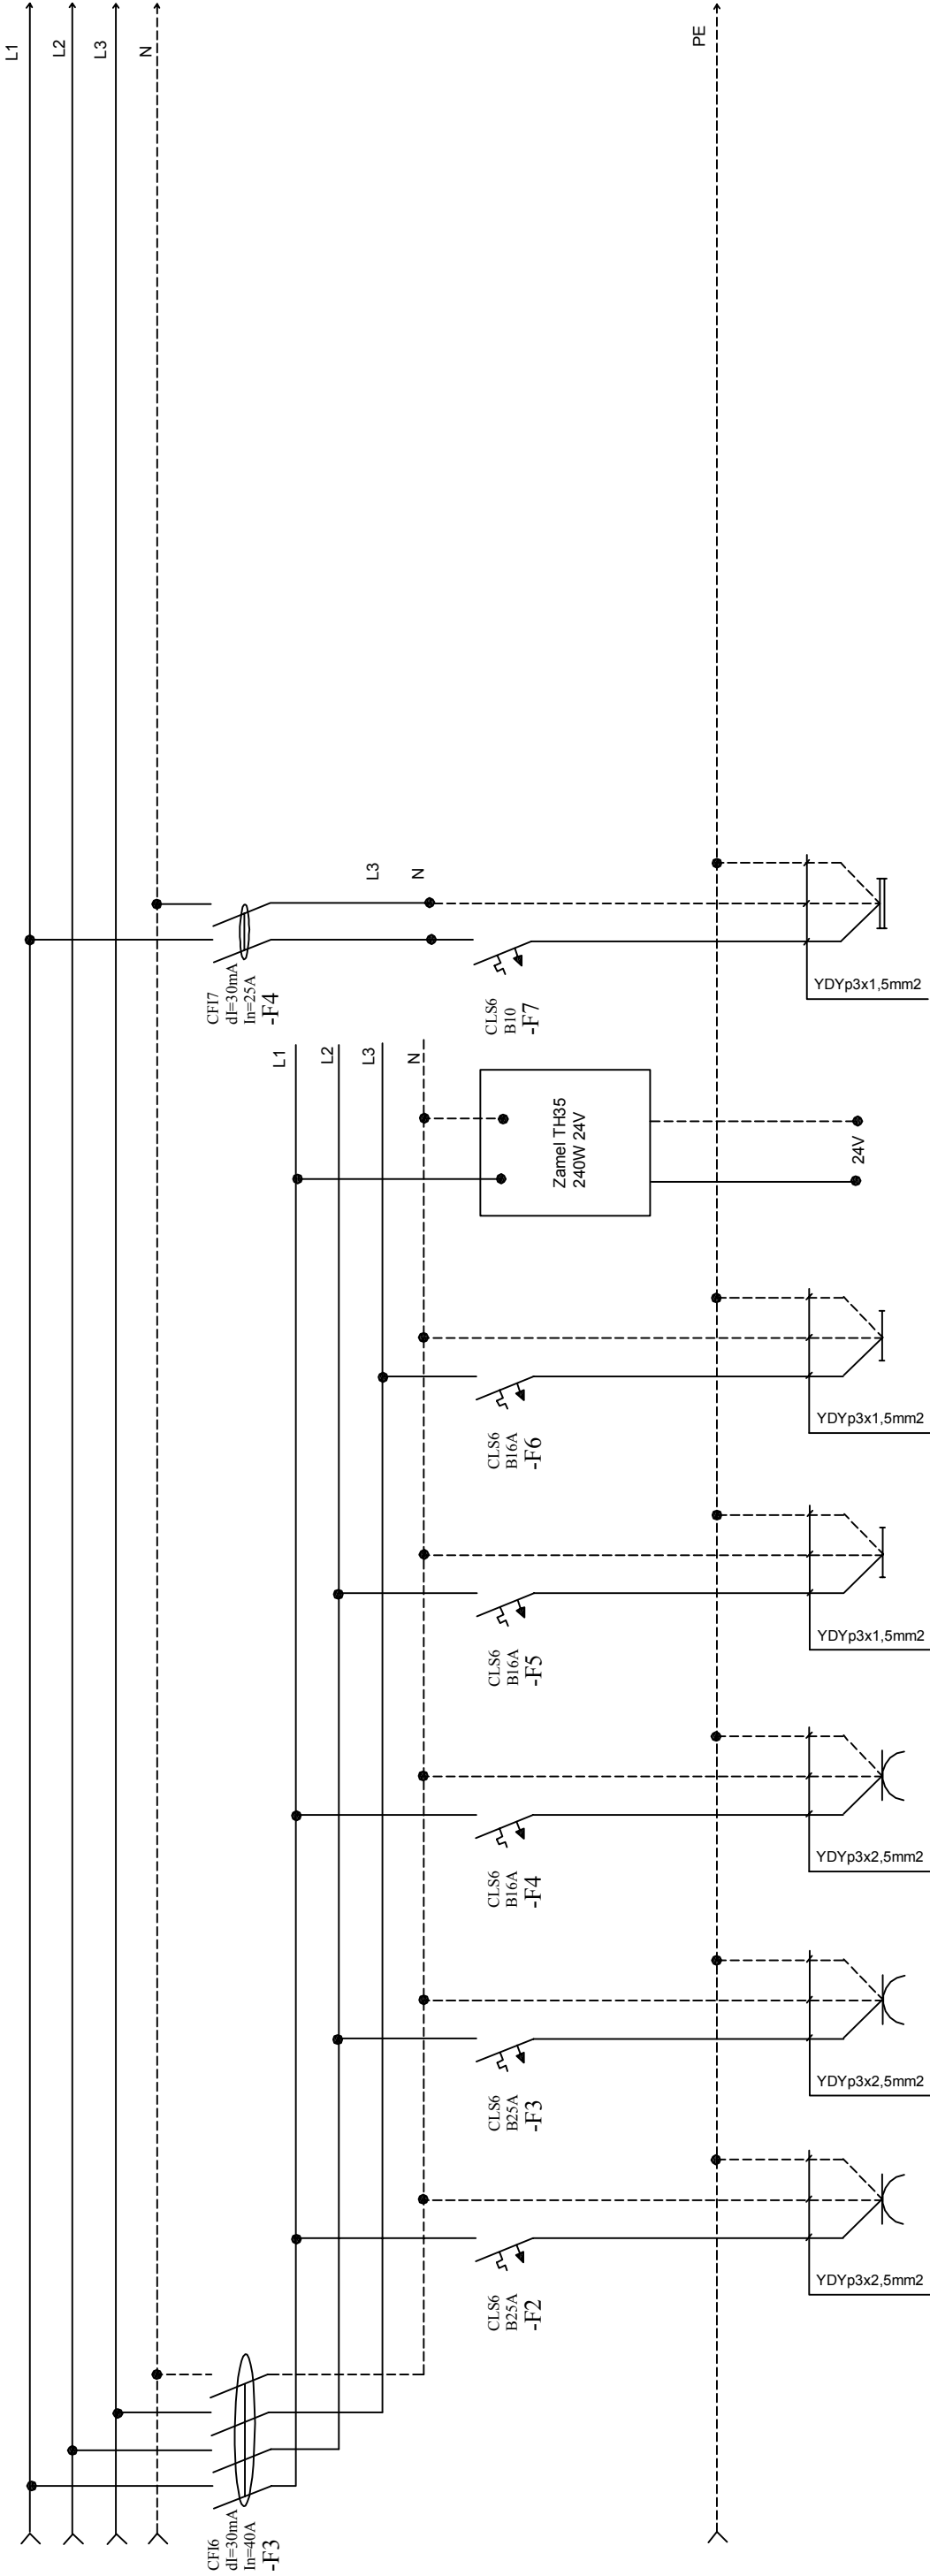 L1
L2
L3
N
PE
CFI6
dI=30mA
In=40A
-F3
CLS6
B25A
-F2
YDYp3x2,5mm2
CLS6
B25A
-F3
YDYp3x2,5mm2
CLS6
B16A
-F4
YDYp3x2,5mm2
CLS6
B16A
-F5
YDYp3x1,5mm2
CLS6
B16A
-F6
YDYp3x1,5mm2
Zamel TH35
240W 24V
24V
L1
L2
L3
N
CFI7
dI=30mA
In=25A
-F4
L3
N
CLS6
B10
-F7
YDYp3x1,5mm2